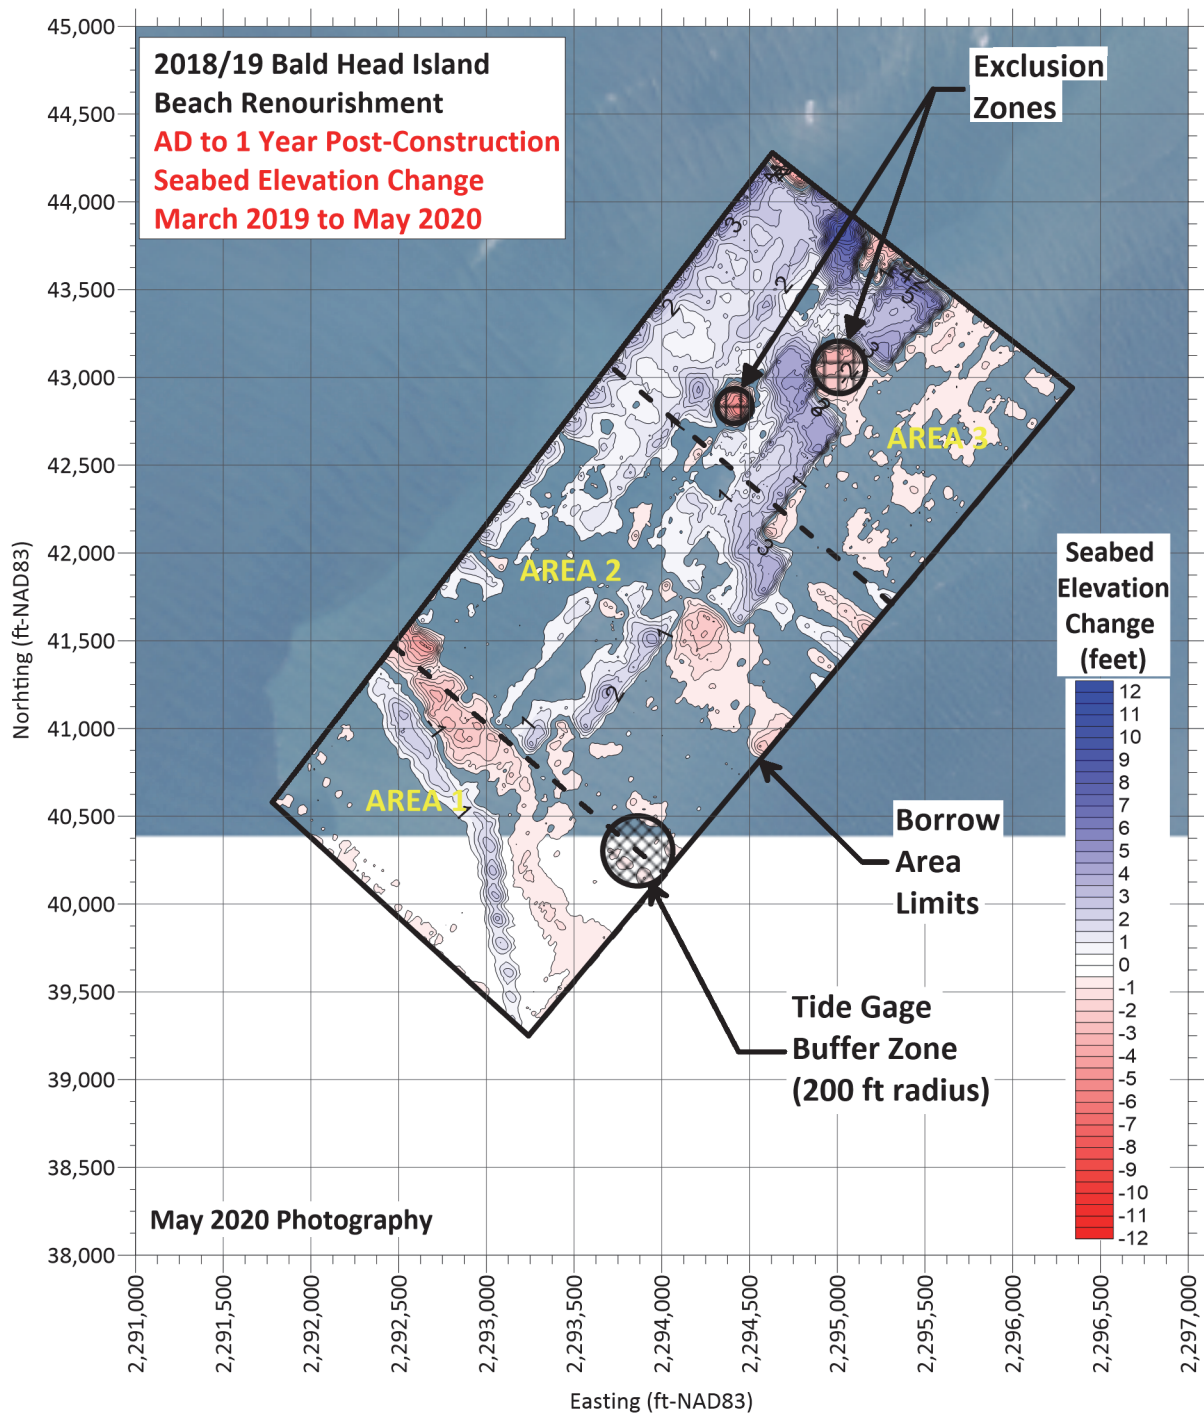 45,000
44,500
44,000
43,500
43,000
42,500
42,000
41,500
41,000
40,500
40,000
39,500
39,000
38,500
38,000
Norhting (ft-NAD83)
2018/19 Bald Head Island
Beach Renourishment
AD to 1 Year Post-Construction
Seabed Elevation Change
March 2019 to May 2020
Exclusion
Zones
AREA 3
AREA 2
AREA 1
Borrow
Area
Limits
Tide Gage
Buffer Zone
(200 ft radius)
Seabed
Elevation
Change
(feet)
12
11
10
9
8
7
6
5
4
3
2
1
0
-1
-2
-3
-4
-5
-6
-7
-8
-9
-10
-11
-12
May 2020 Photography
2,291,000
2,291,500
2,292,000
2,292,500
2,293,000
2,293,500
2,294,000
2,294,500
2,295,000
2,295,500
2,296,000
2,296,500
2,297,000
Easting (ft-NAD83)